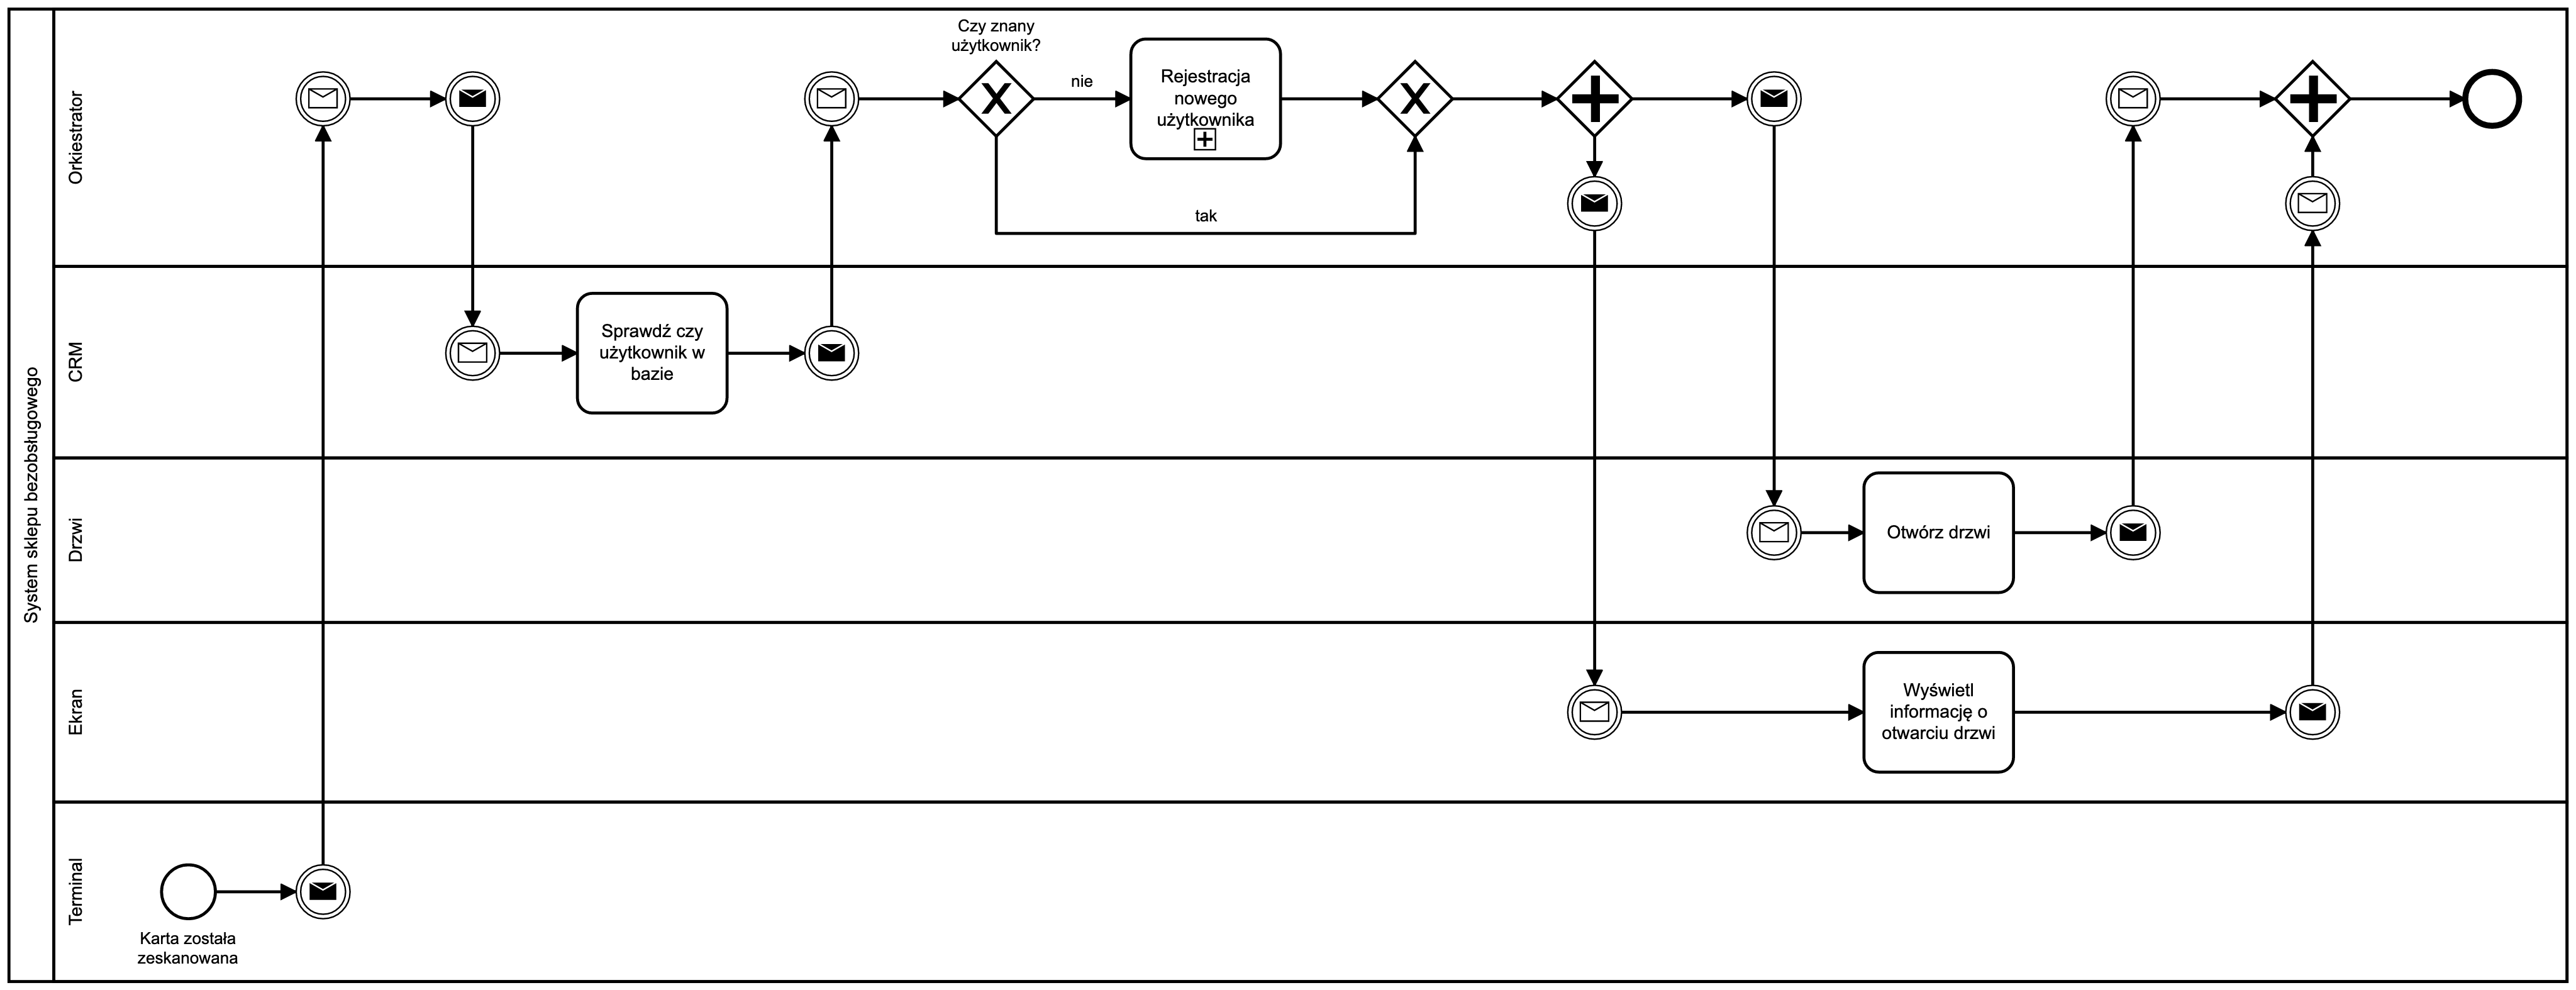 System sklepu bezobsługowego
Orkiestrator
Czy znany
użytkownik?
nie
Rejestracja
nowego
użytkownika
tak
CRM
Sprawdź czy
użytkownik w
bazie
Drzwi
Otwórz drzwi
Ekran
Wyświetl
informację o
otwarciu drzwi
Terminal
Karta została
zeskanowana